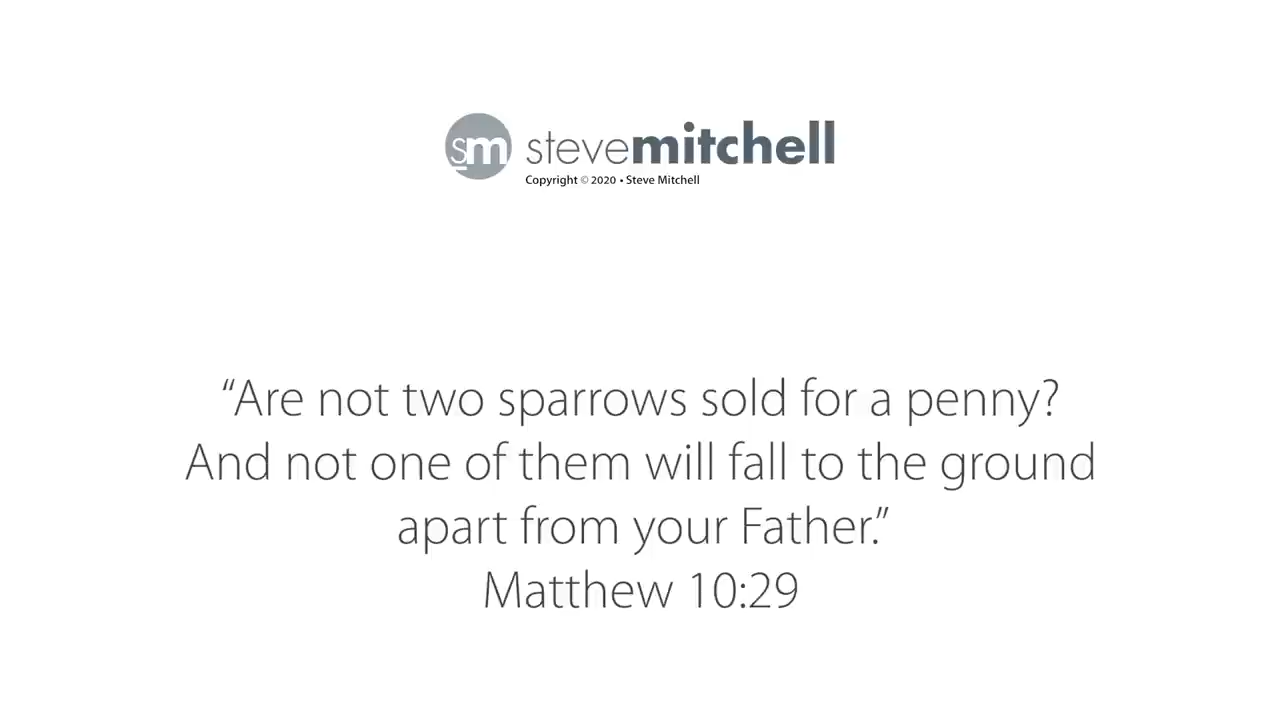 sm stevemitchell
Copyright © 2020 • Steve Mitchell
“Are not two sparrows sold for a penny?
And not one of them will fall to the ground
apart from your Father.”
Matthew 10:29